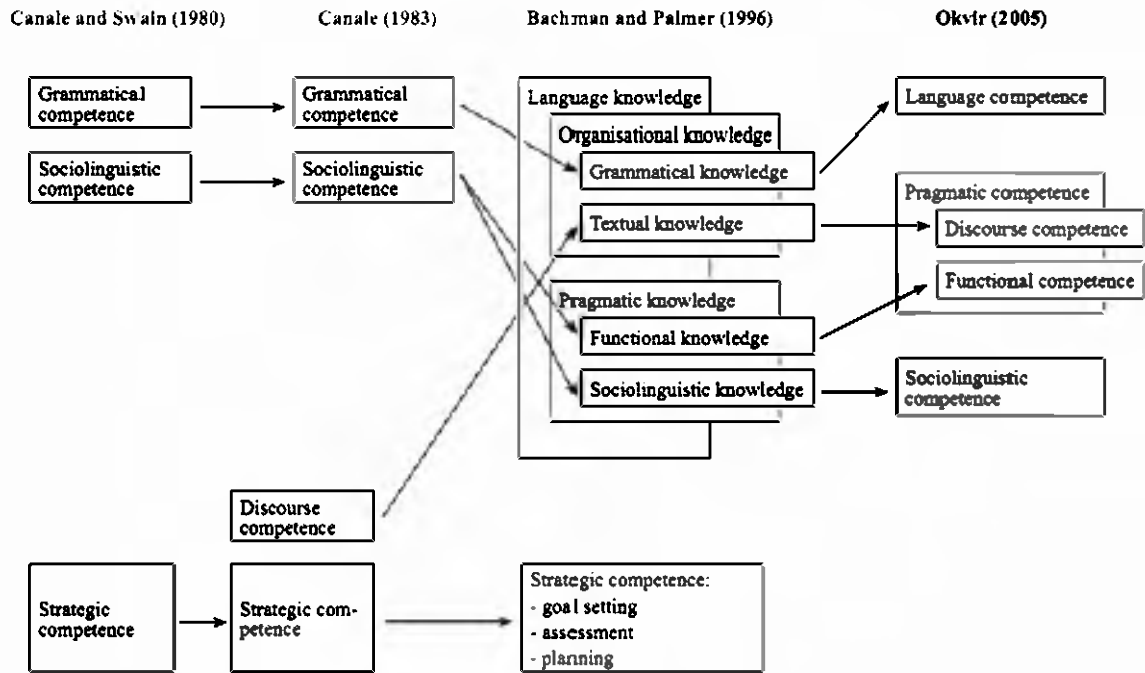 Canale and Swain (1980)
Canale (1983)
Bachman and Palmer (1996)
Okvir (2005)
Grammatical
competence
Grammatical
competence
Language knowledge
Organisational knowledge
Grammatical knowledge
Language competence
Sociolinguistic
competence
Sociolinguistic
competence
Textual knowledge
Pragmatic competence
Discourse competence
Functional competence
Pragmatic knowledge
Functional knowledge
Sociolinguistic knowledge
Sociolinguistic
competence
Discourse
competence
Strategic
competence
Strategic com-
petence
Strategic competence:
- goal setting
- assessment
- planning